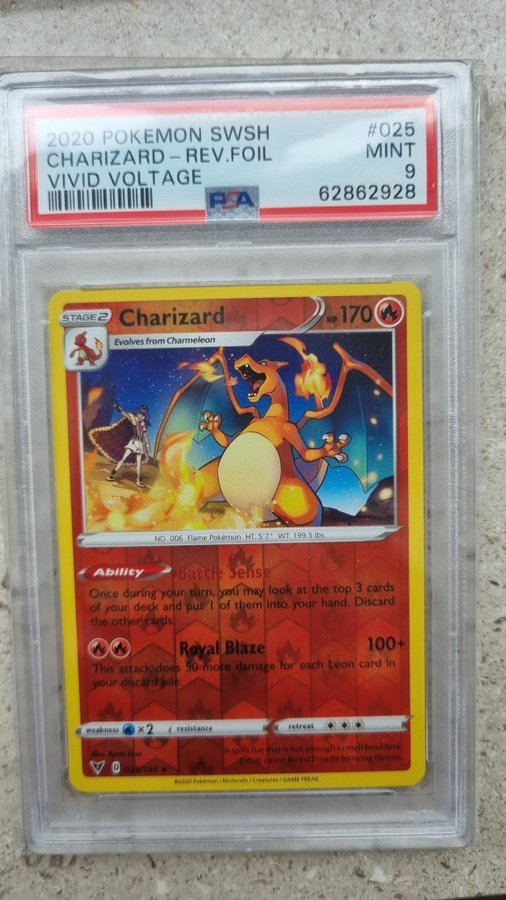 2020 POKEMON SWSH #025
CHARIZARD - REV.FOIL MINT
VIVID VOLTAGE 9
PSA 62862928
STAGE 2 Charizard HP 170
Evolves from Charmeleon
NO. 006 Flame Pokémon HT: 5'7" WT: 199.5 lbs
Ability Battle Sense
Once during your turn, you may look at the top 3 cards
of your deck and put 1 of them into your hand. Discard
the other cards.
Royal Blaze 100+
This attack does 50 more damage for each Leon card in
your discard pile.
weakness ×2 resistance retreat
It spits fire that is hot enough to melt boulders.
It may cause forest fires by blowing flames.
D 025/185 ★
©2020 Pokémon / Nintendo / Creatures / GAME FREAK